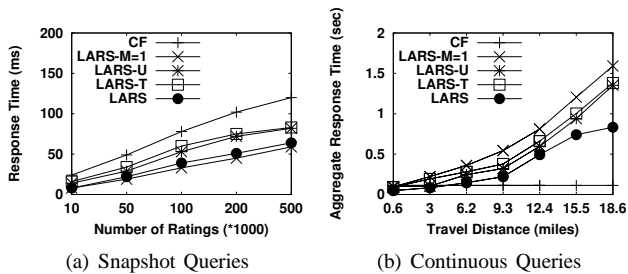 Response Time (ms)
200
150
100
50
0
CF
LARS-M=1
LARS-U
LARS-T
LARS
10 50 100 200 500
Number of Ratings (*1000)
(a) Snapshot Queries
Aggregate Response Time (sec)
2
1.5
1
0.5
0
CF
LARS-M=1
LARS-U
LARS-T
LARS
0.6 3 6.2 9.3 12.4 15.5 18.6
Travel Distance (miles)
(b) Continuous Queries